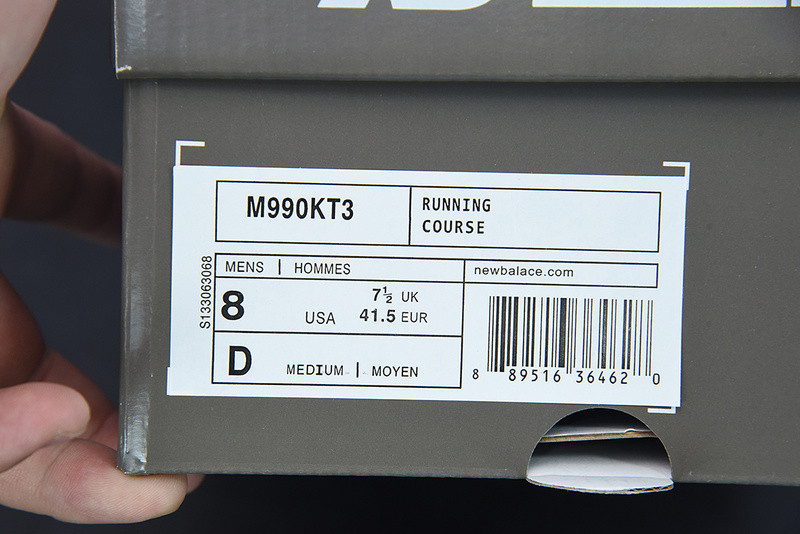 M990KT3
RUNNING
COURSE
MENS | HOMMES
newbalace.com
S133063068
8
7½ UK
USA 41.5 EUR
D
MEDIUM | MOYEN
8 89516 36462 0